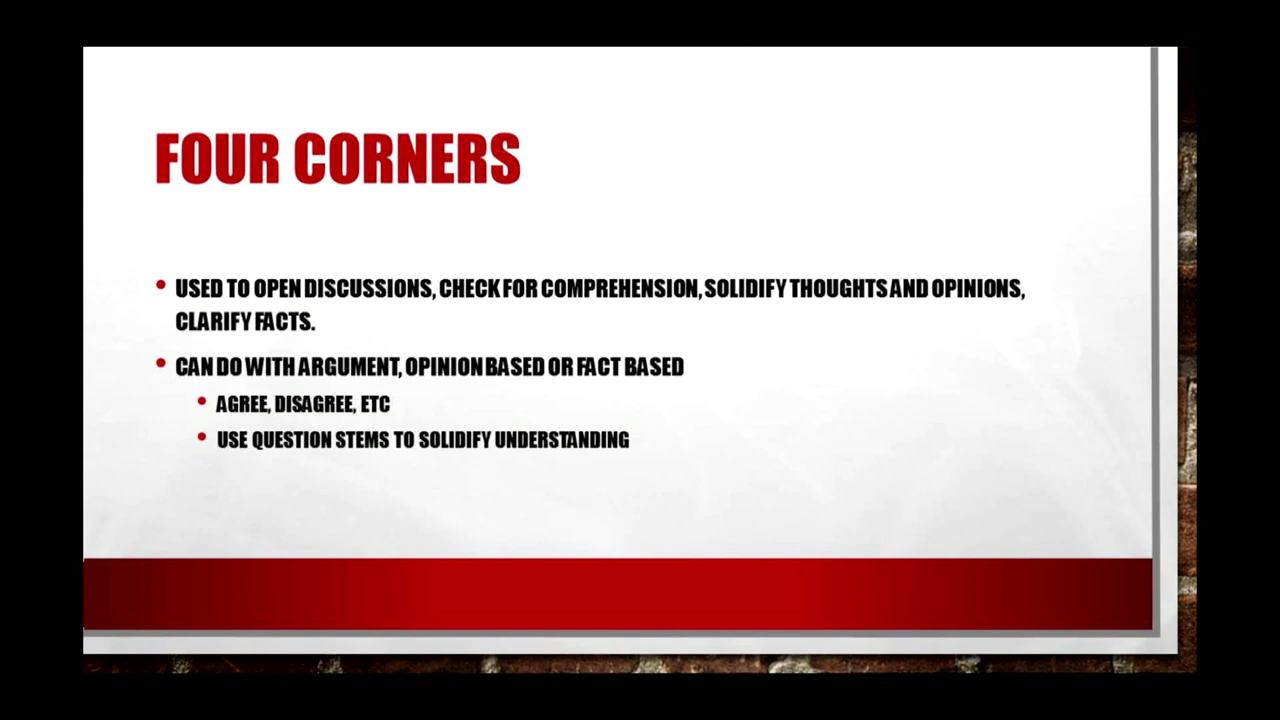 FOUR CORNERS
• USED TO OPEN DISCUSSIONS, CHECK FOR COMPREHENSION, SOLIDIFY THOUGHTS AND OPINIONS,
CLARIFY FACTS.
• CAN DO WITH ARGUMENT, OPINION BASED OR FACT BASED
• AGREE, DISAGREE, ETC
• USE QUESTION STEMS TO SOLIDIFY UNDERSTANDING